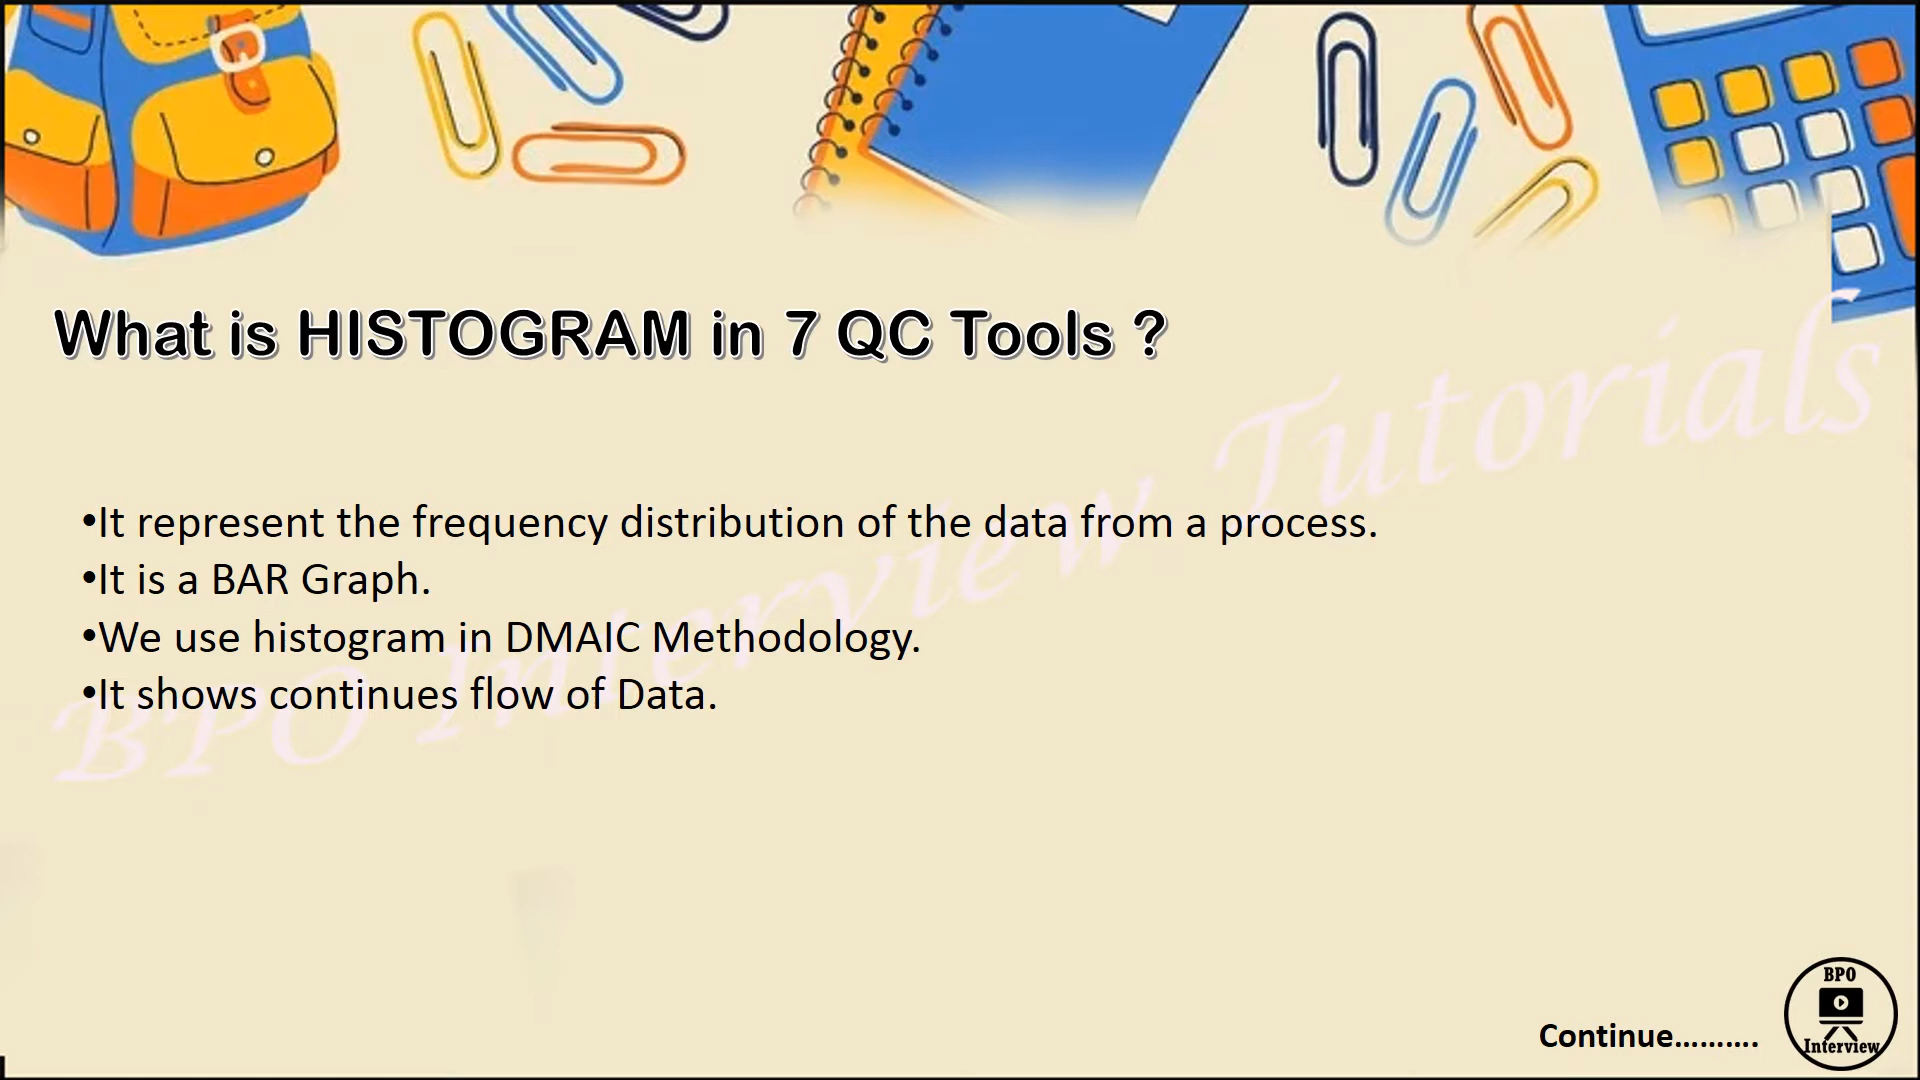 What is HISTOGRAM in 7 QC Tools ?
•It represent the frequency distribution of the data from a process.
•It is a BAR Graph.
•We use histogram in DMAIC Methodology.
•It shows continues flow of Data.
BPO Interview Tutorials
Continue..........
BPO
Interview